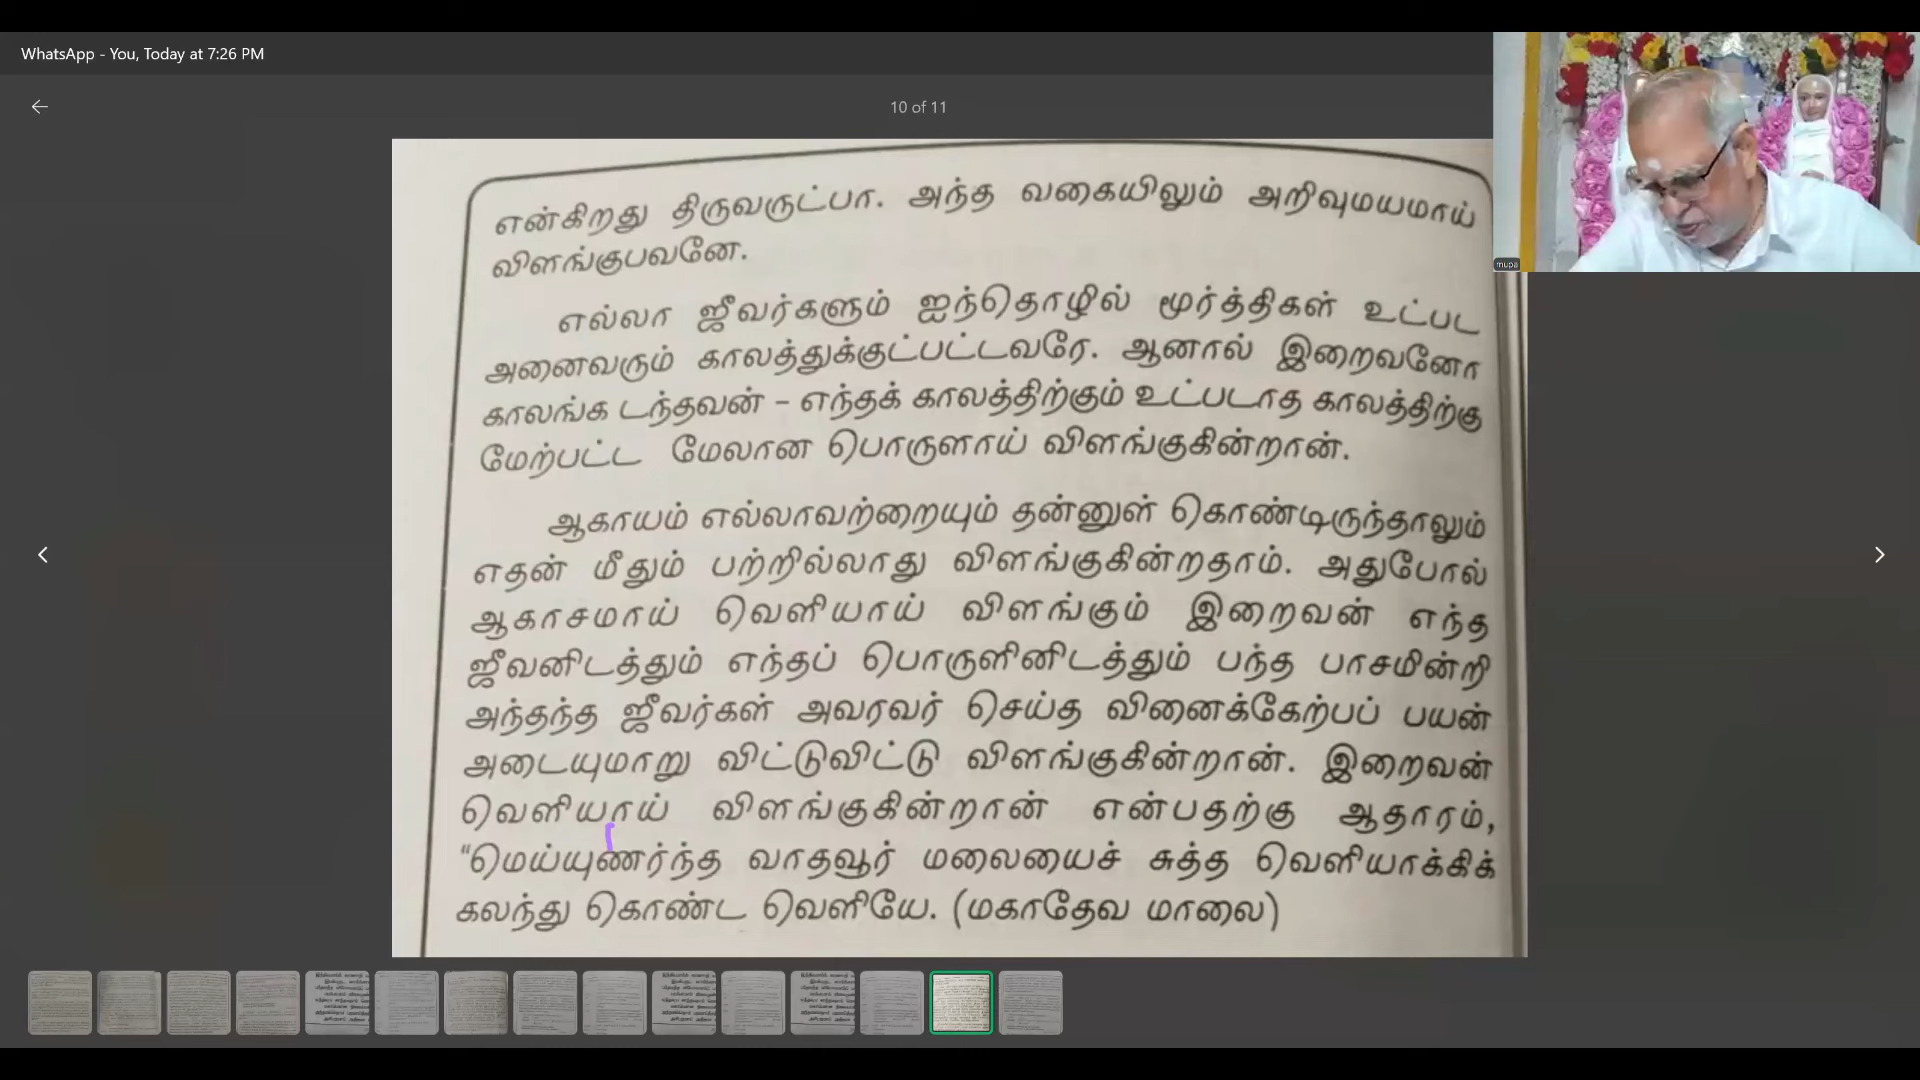 WhatsApp - You, Today at 7:26 PM
10 of 11
mupa
என்கிறது திருவருட்பா. அந்த வகையிலும் அறிவுமயமாய்
விளங்குபவனே.
எல்லா ஜீவர்களும் ஐந்தொழில் மூர்த்திகள் உட்பட
அனைவரும் காலத்துக்குட்பட்டவரே. ஆனால் இறைவனோ
காலங்க டந்தவன் – எந்தக் காலத்திற்கும் உட்படாத காலத்திற்கு
மேற்பட்ட மேலான பொருளாய் விளங்குகின்றான்.
ஆகாயம் எல்லாவற்றையும் தன்னுள் கொண்டிருந்தாலும்
எதன் மீதும் பற்றில்லாது விளங்குகின்றதாம். அதுபோல்
ஆகாசமாய் வெளியாய் விளங்கும் இறைவன் எந்த
ஜீவனிடத்தும் எந்தப் பொருளினிடத்தும் பந்த பாசமின்றி
அந்தந்த ஜீவர்கள் அவரவர் செய்த வினைக்கேற்பப் பயன்
அடையுமாறு விட்டுவிட்டு விளங்குகின்றான். இறைவன்
வெளியாய் விளங்குகின்றான் என்பதற்கு ஆதாரம்,
“மெய்யுணர்ந்த வாதவூர் மலையைச் சுத்த வெளியாக்கிக்
கலந்து கொண்ட வெளியே. (மகாதேவ மாலை)